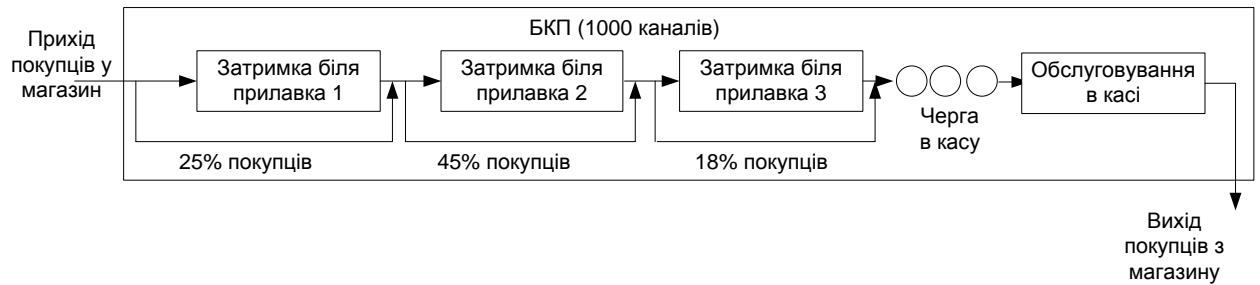 БКП (1000 каналів)
Прихід
покупців у
магазин
Затримка біля
прилавка 1
Затримка біля
прилавка 2
Затримка біля
прилавка 3
Обслуговування
в касі
Черга
в касу
25% покупців
45% покупців
18% покупців
Вихід
покупців з
магазину